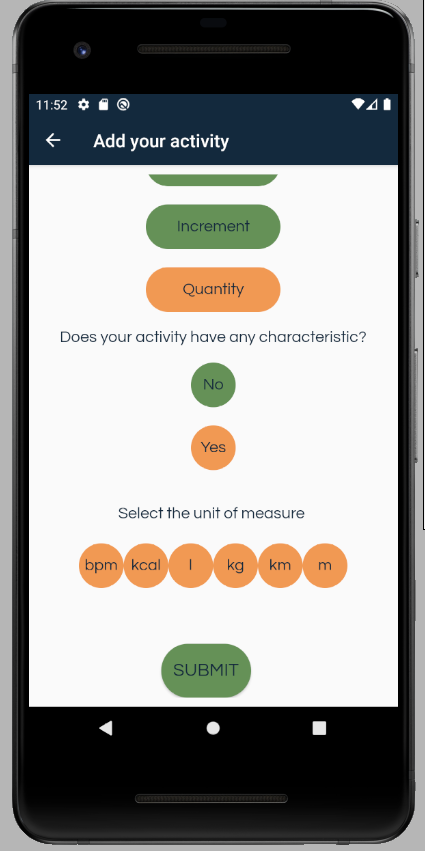 11:52
Add your activity
Increment
Quantity
Does your activity have any characteristic?
No
Yes
Select the unit of measure
bpm kcal l kg km m
SUBMIT